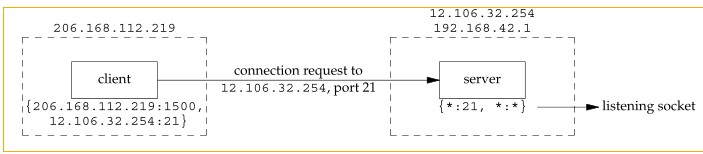 206.168.112.219
12.106.32.254
192.168.42.1
client
connection request to
12.106.32.254, port 21
server
{206.168.112.219:1500,
12.106.32.254:21}
{*:21, *:*}
listening socket